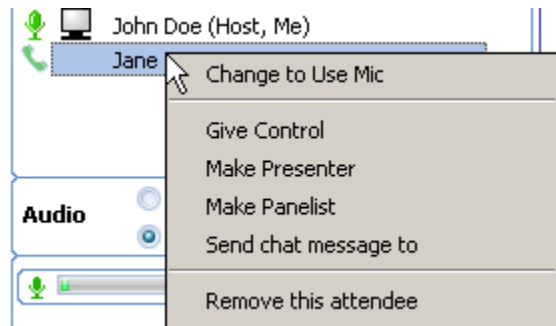 John Doe (Host, Me)
Jane
Change to Use Mic
Give Control
Make Presenter
Make Panelist
Send chat message to
Remove this attendee
Audio